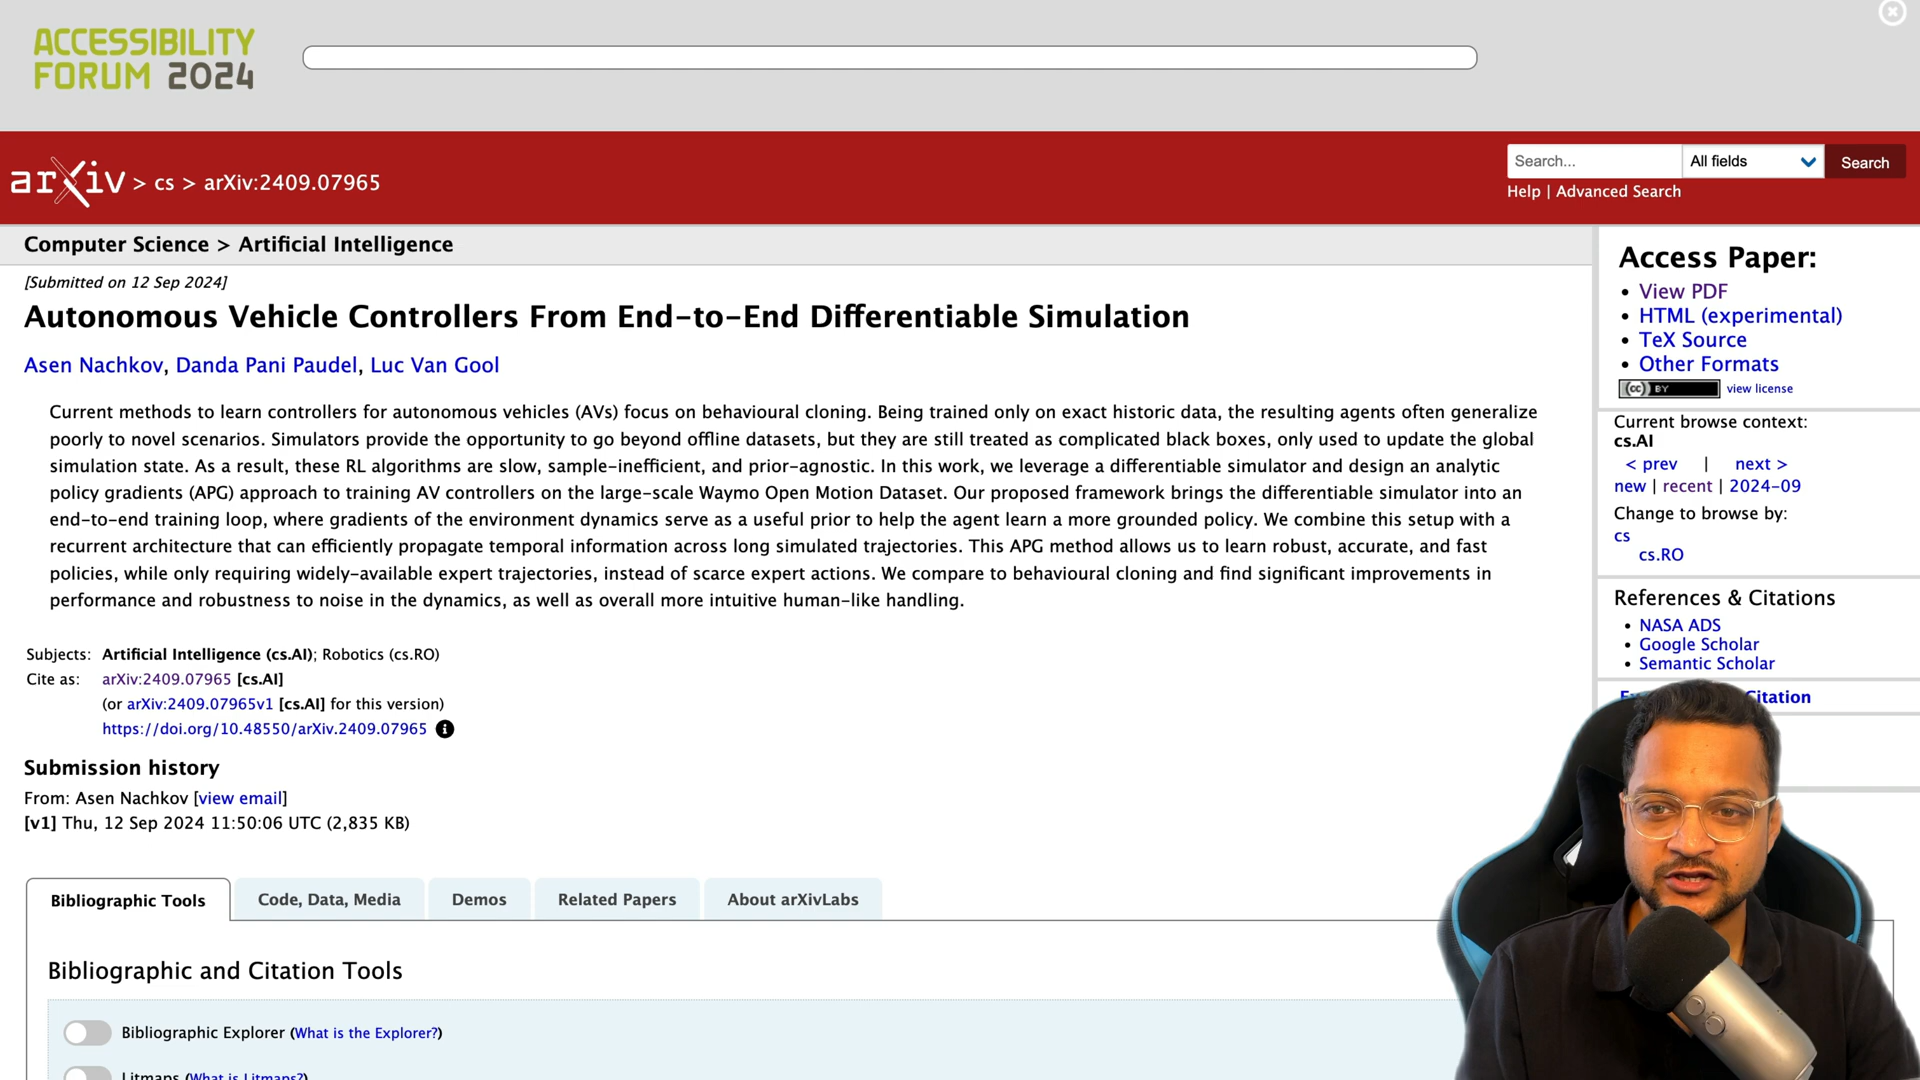 ACCESSIBILITY
FORUM 2024
arXiv > cs > arXiv:2409.07965
Search...
All fields
Search
Help | Advanced Search
Computer Science > Artificial Intelligence
[Submitted on 12 Sep 2024]
Autonomous Vehicle Controllers From End-to-End Differentiable Simulation
Asen Nachkov, Danda Pani Paudel, Luc Van Gool
Current methods to learn controllers for autonomous vehicles (AVs) focus on behavioural cloning. Being trained only on exact historic data, the resulting agents often generalize
poorly to novel scenarios. Simulators provide the opportunity to go beyond offline datasets, but they are still treated as complicated black boxes, only used to update the global
simulation state. As a result, these RL algorithms are slow, sample-inefficient, and prior-agnostic. In this work, we leverage a differentiable simulator and design an analytic
policy gradients (APG) approach to training AV controllers on the large-scale Waymo Open Motion Dataset. Our proposed framework brings the differentiable simulator into an
end-to-end training loop, where gradients of the environment dynamics serve as a useful prior to help the agent learn a more grounded policy. We combine this setup with a
recurrent architecture that can efficiently propagate temporal information across long simulated trajectories. This APG method allows us to learn robust, accurate, and fast
policies, while only requiring widely-available expert trajectories, instead of scarce expert actions. We compare to behavioural cloning and find significant improvements in
performance and robustness to noise in the dynamics, as well as overall more intuitive human-like handling.
Subjects: Artificial Intelligence (cs.AI); Robotics (cs.RO)
Cite as: arXiv:2409.07965 [cs.AI]
(or arXiv:2409.07965v1 [cs.AI] for this version)
https://doi.org/10.48550/arXiv.2409.07965
Submission history
From: Asen Nachkov [view email]
[v1] Thu, 12 Sep 2024 11:50:06 UTC (2,835 KB)
Bibliographic Tools
Code, Data, Media
Demos
Related Papers
About arXivLabs
Bibliographic and Citation Tools
Bibliographic Explorer (What is the Explorer?)
Litmaps (What is Litmaps?)
Access Paper:
View PDF
HTML (experimental)
TeX Source
Other Formats
(cc) BY view license
Current browse context:
cs.AI
< prev | next >
new | recent | 2024-09
Change to browse by:
cs
cs.RO
References & Citations
NASA ADS
Google Scholar
Semantic Scholar